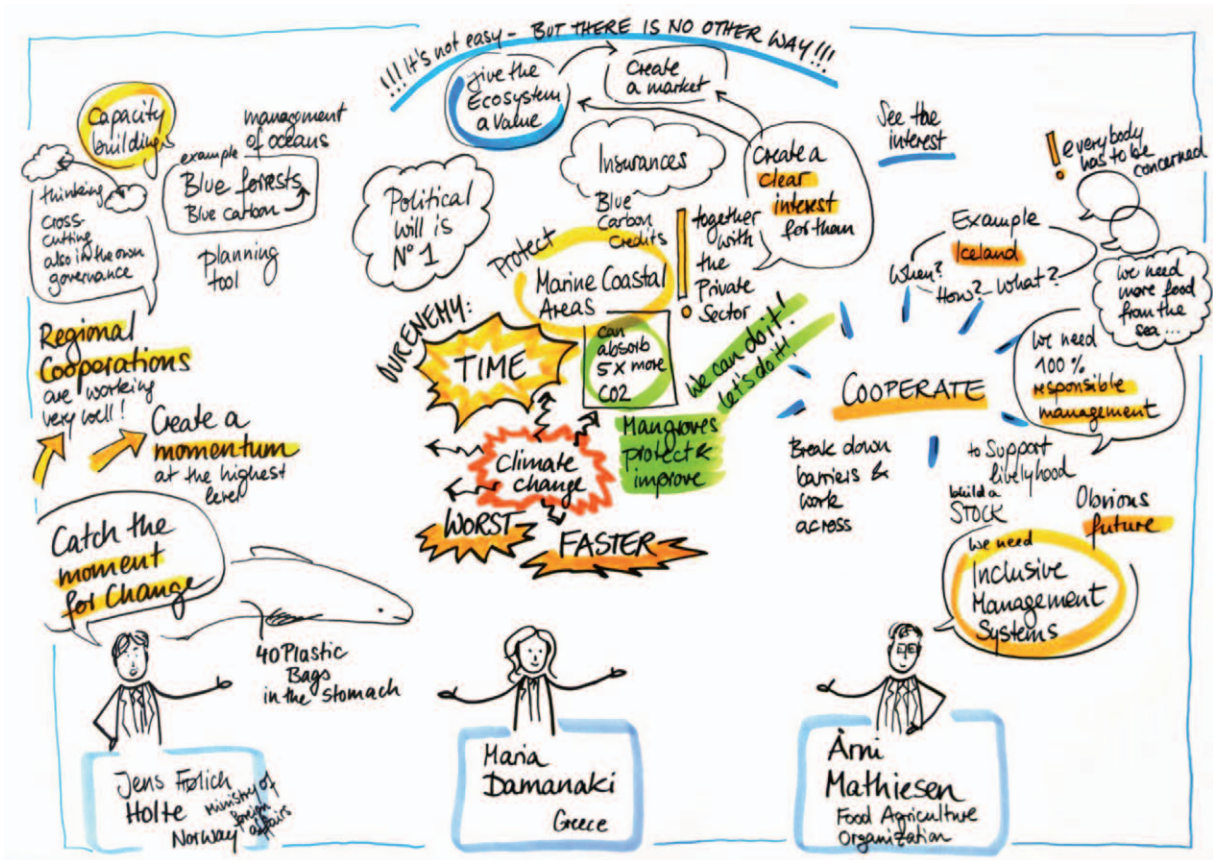 !!! It's not easy - BUT THERE IS NO OTHER WAY!!!
give the
Ecosystem
a value
Create
a market
Capacity
building
management
of oceans
example
Blue forrests
Blue carbon
planning
tool
thinking
cross-
cutting
also in the own
governance
Regional
Cooperations
are working
very well!
Create a
momentum
at the highest
level
Catch the
moment
for Change
40 Plastic
Bags
in the stomach
Jens Frølich
Holte
Norway
Ministry of
foreign
affairs
Political
will is
N° 1
Insurances
Blue
Carbon
Credits
Protect
Marine Coastal
Areas
!
together
with
the
Private
Sector
Create a
clear
interest
for than
OUR ENEMY:
TIME
can
absorb
5 x more
CO2
We can do it!
Let's do it!
Mangroves
protect &
improve
Climate
change
WORST
FASTER
Maria
Damanaki
Greece
See the
interest
! everybody
has to be
concerned
Example
Iceland
When?
How?
What?
We need
more food
from the
sea ...
We need
100 %
responsible
management
COOPERATE
Break down
barriers &
work
across
to support
livelyhood
build a
STOCK
Obvious
future
We need
Inclusive
Management
Systems
Árni
Mathiesen
Food Agriculture
Organization